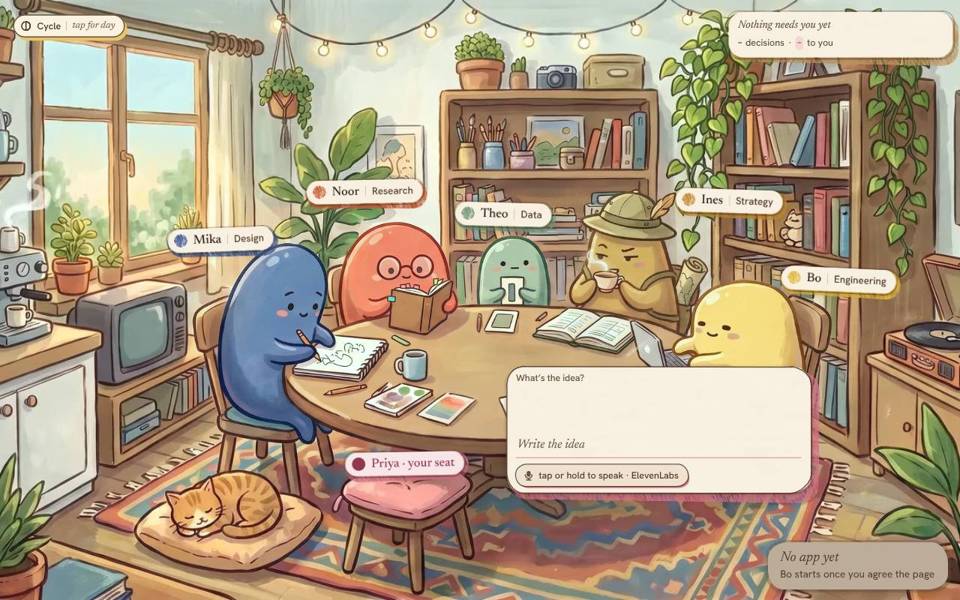 Cycle | tap for day
Nothing needs you yet
– decisions · – to you
Noor | Research
Theo | Data
Ines | Strategy
Mika | Design
Bo | Engineering
What's the idea?
Write the idea
tap or hold to speak · ElevenLabs
Priya · your seat
No app yet
Bo starts once you agree the page